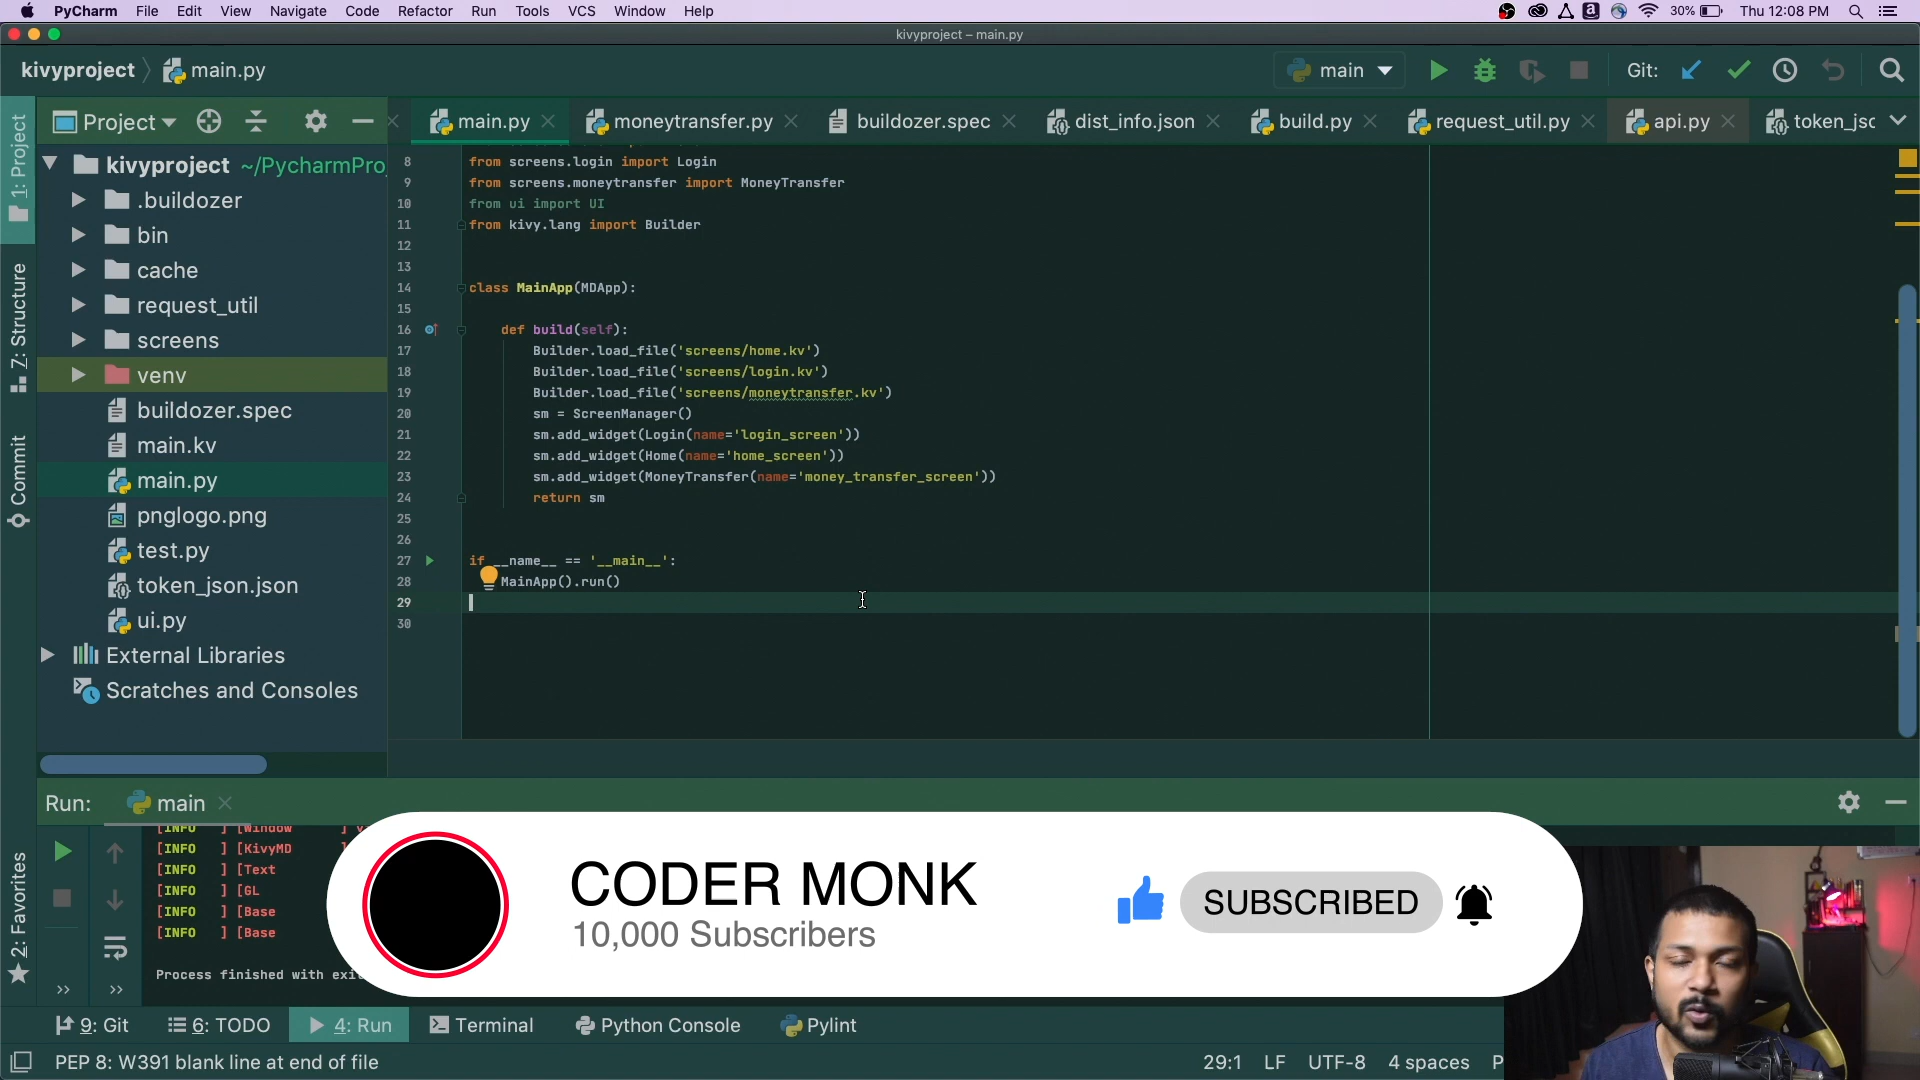 PyCharm File Edit View Navigate Code Refactor Run Tools VCS Window Help 30% Thu 12:08 PM
kivyproject – main.py
kivyproject main.py main Git:
1: Project
Z: Structure
Commit
2: Favorites
Project
main.py moneytransfer.py buildozer.spec dist_info.json build.py request_util.py api.py token_jsc
kivyproject ~/PycharmPro
.buildozer
bin
cache
request_util
screens
venv
buildozer.spec
main.kv
main.py
pnglogo.png
test.py
token_json.json
ui.py
External Libraries
Scratches and Consoles
8 from screens.login import Login
9 from screens.moneytransfer import MoneyTransfer
10 from ui import UI
11 from kivy.lang import Builder
12
13
14 class MainApp(MDApp):
15
16 def build(self):
17 Builder.load_file('screens/home.kv')
18 Builder.load_file('screens/login.kv')
19 Builder.load_file('screens/moneytransfer.kv')
20 sm = ScreenManager()
21 sm.add_widget(Login(name='login_screen'))
22 sm.add_widget(Home(name='home_screen'))
23 sm.add_widget(MoneyTransfer(name='money_transfer_screen'))
24 return sm
25
26
27 if __name__ == '__main__':
28 MainApp().run()
29
30
Run: main
[INFO ] [Window ]
[INFO ] [KivyMD ]
[INFO ] [Text
[INFO ] [GL
[INFO ] [Base
[INFO ] [Base
Process finished with exi
CODER MONK
10,000 Subscribers
SUBSCRIBED
9: Git 6: TODO 4: Run Terminal Python Console Pylint
PEP 8: W391 blank line at end of file 29:1 LF UTF-8 4 spaces P